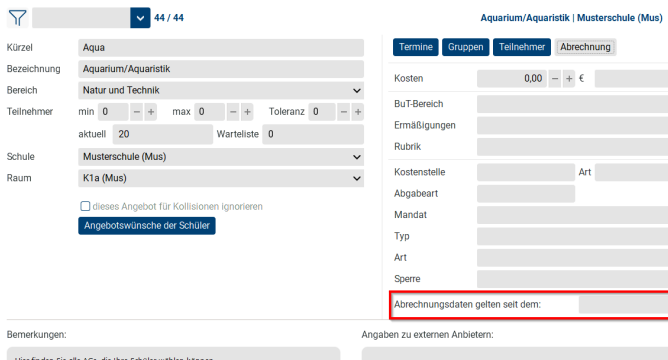 44 / 44
Aquarium/Aquaristik | Musterschule (Mus)
Kürzel Aqua
Bezeichnung Aquarium/Aquaristik
Bereich Natur und Technik
Teilnehmer min 0 − + max 0 − + Toleranz 0 − +
aktuell 20 Warteliste 0
Schule Musterschule (Mus)
Raum K1a (Mus)
dieses Angebot für Kollisionen ignorieren
Angebotswünsche der Schüler
Termine Gruppen Teilnehmer Abrechnung
Kosten 0,00 − + €
BuT-Bereich
Ermäßigungen
Rubrik
Kostenstelle Art
Abgabeart
Mandat
Typ
Art
Sperre
Abrechnungsdaten gelten seit dem:
Bemerkungen:
Angaben zu externen Anbietern: